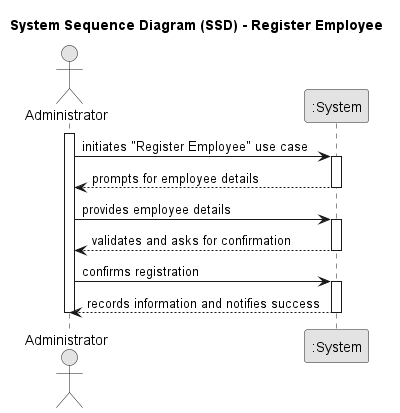 System Sequence Diagram (SSD) - Register Employee
Administrator
:System
initiates "Register Employee" use case
prompts for employee details
provides employee details
validates and asks for confirmation
confirms registration
records information and notifies success
Administrator
:System